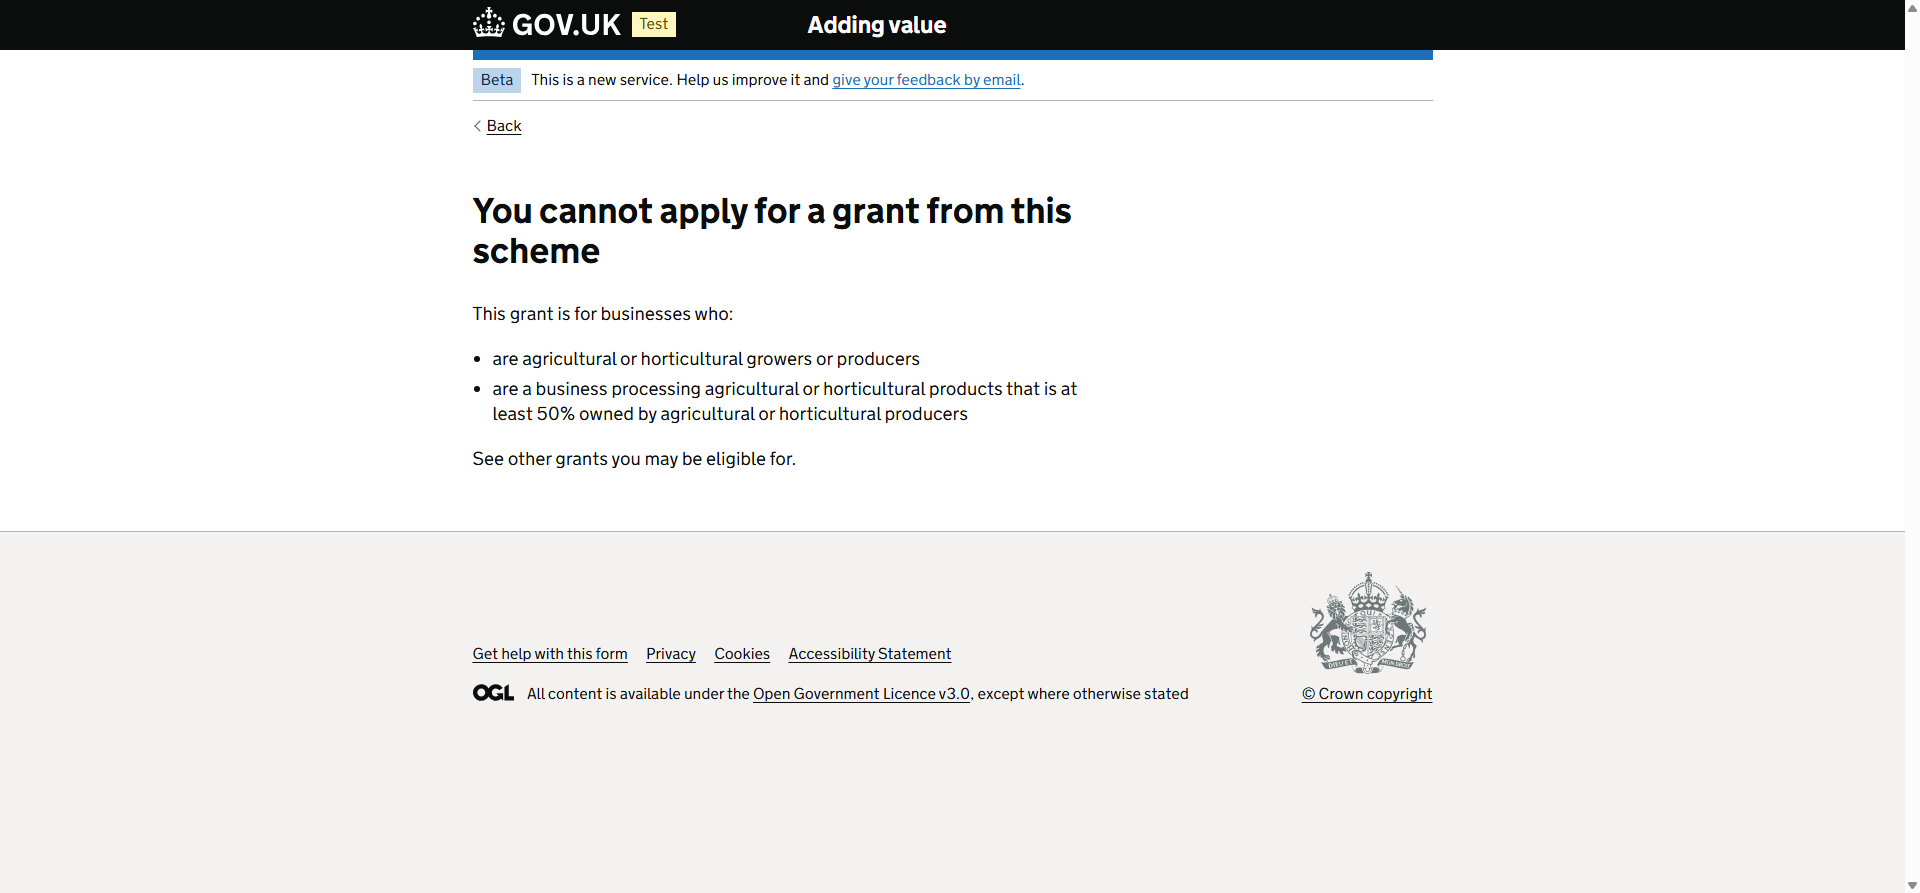 GOV.UK Test Adding value
Beta This is a new service. Help us improve it and give your feedback by email.
Back
You cannot apply for a grant from this
scheme
This grant is for businesses who:
• are agricultural or horticultural growers or producers
• are a business processing agricultural or horticultural products that is at
least 50% owned by agricultural or horticultural producers
See other grants you may be eligible for.
Get help with this form Privacy Cookies Accessibility Statement
OGL All content is available under the Open Government Licence v3.0, except where otherwise stated
© Crown copyright